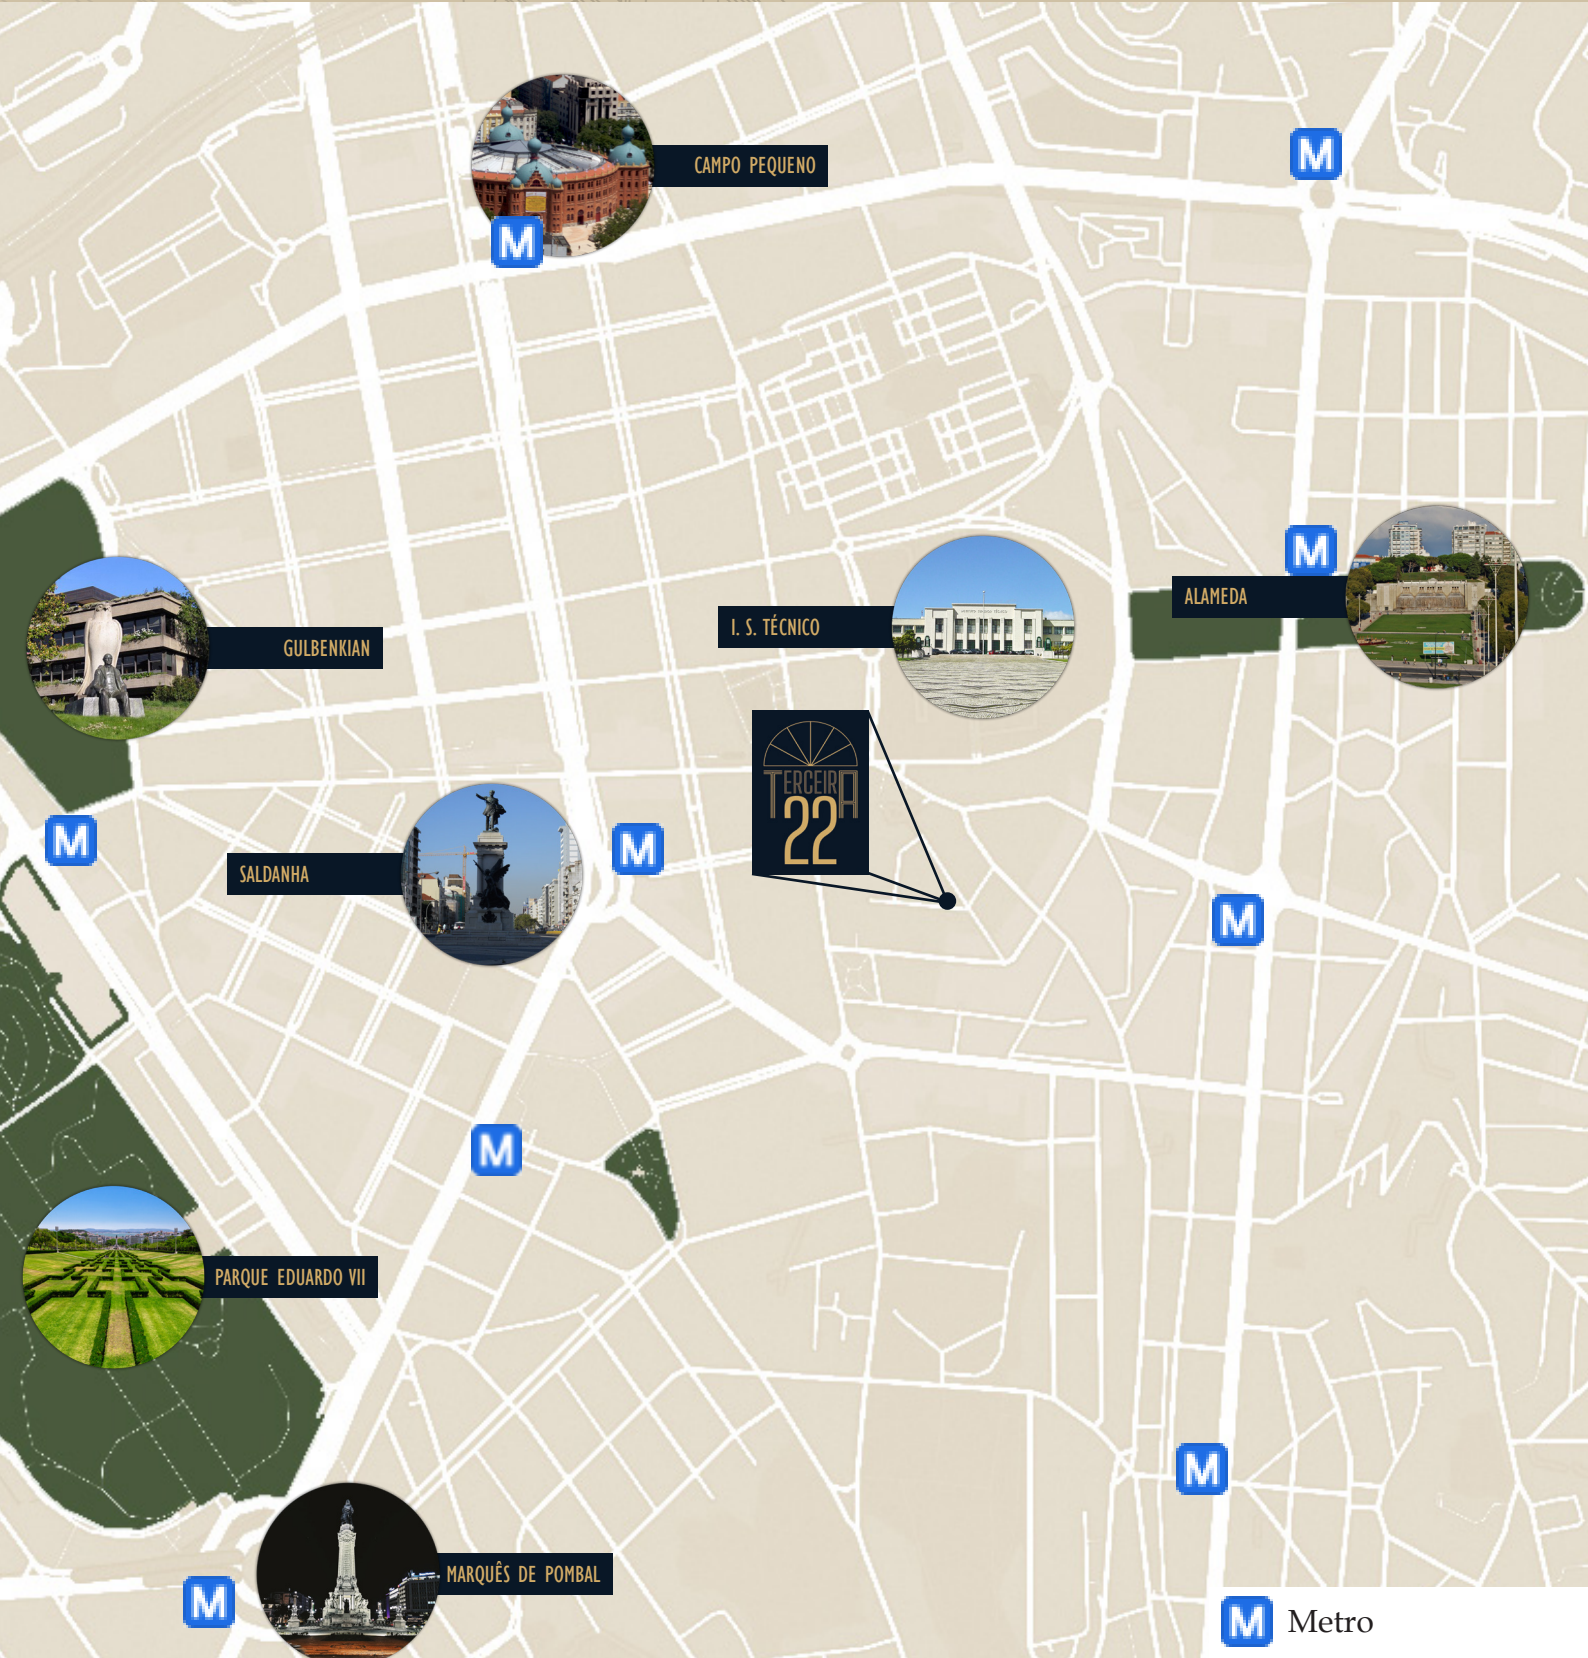 CAMPO PEQUENO
M
M
M
ALAMEDA
I. S. TÉCNICO
GULBENKIAN
TERCEIRA
22
M
SALDANHA
M
M
M
PARQUE EDUARDO VII
M
MARQUÊS DE POMBAL
M
M Metro